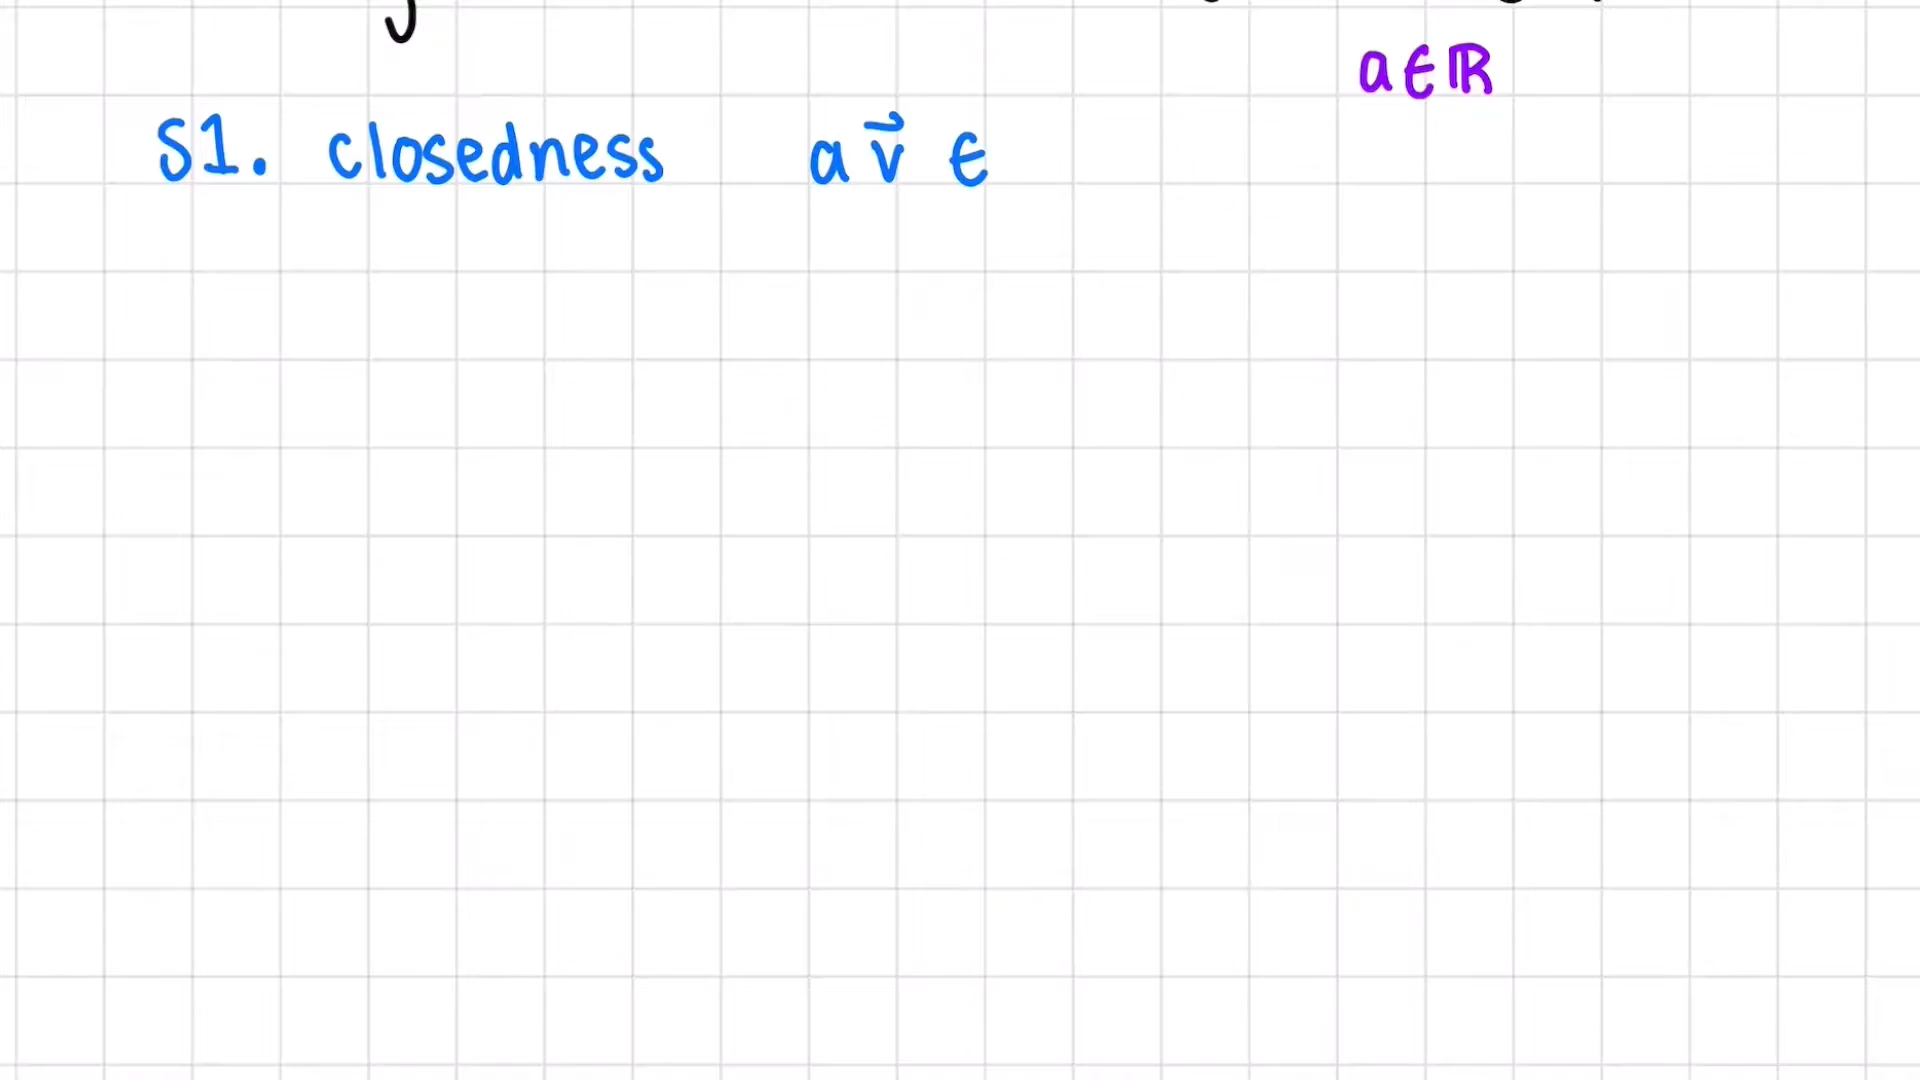 a ∈ ℝ
S1. closedness a v⃗ ∈